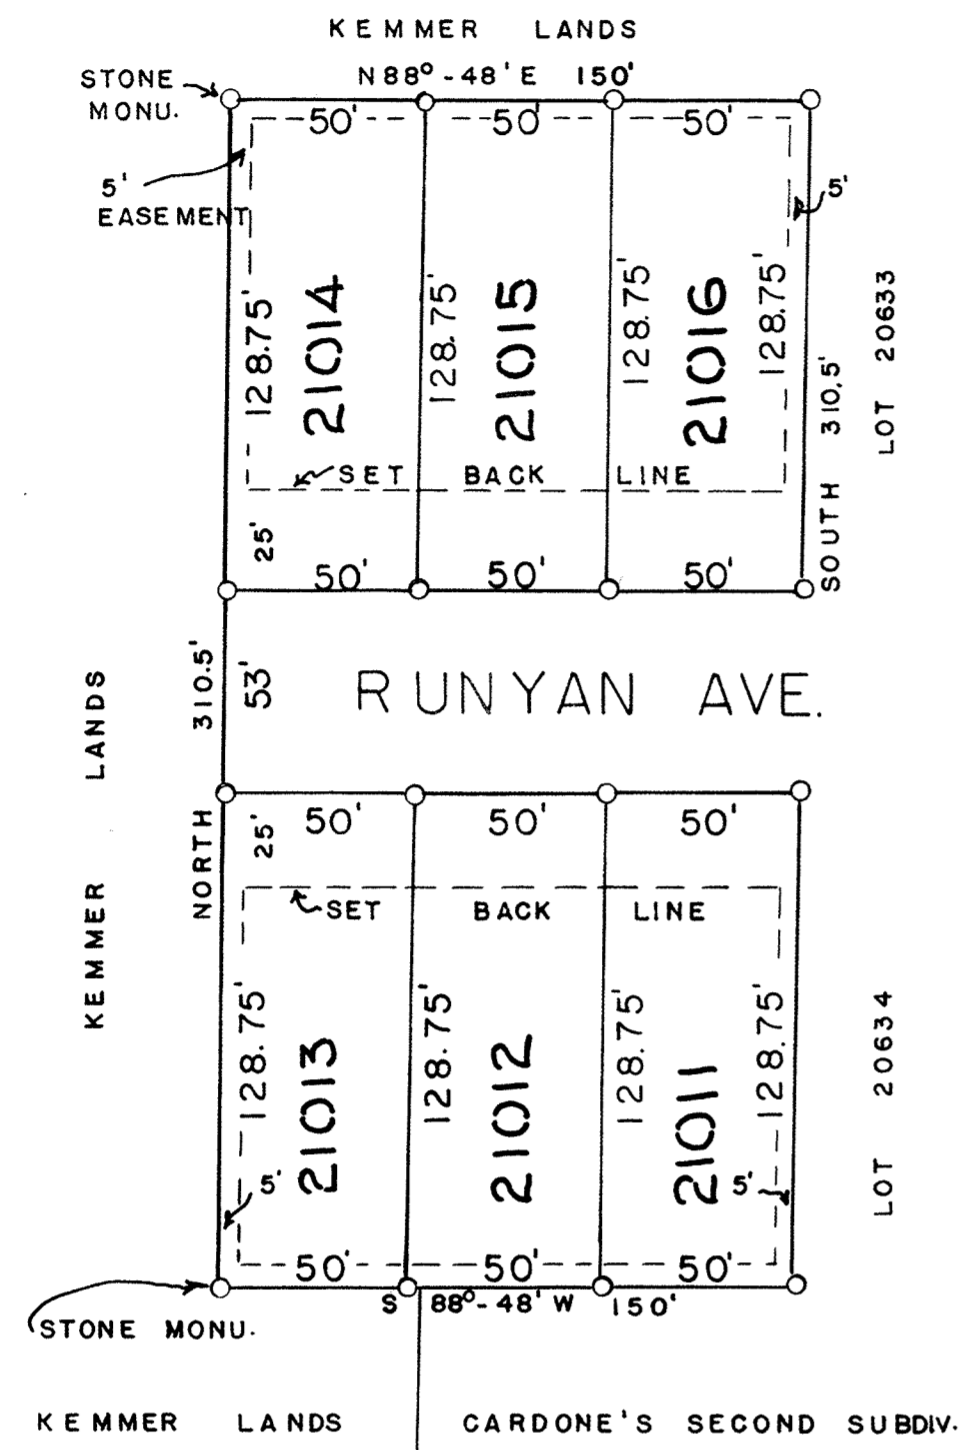 KEMMER LANDS
N 88° - 48' E 150'
STONE
MONU.
50' 50' 50'
5'
EASEMENT
5'
128.75' 21014 128.75' 21015 128.75' 21016 128.75'
SOUTH 310.5'
LOT 20633
SET BACK LINE
25'
50' 50' 50'
KEMMER LANDS
NORTH 310.5'
53'
RUNYAN AVE.
50' 50' 50'
25'
SET BACK LINE
128.75' 21013 128.75' 21012 128.75' 21011 128.75'
LOT 20634
5' 5'
50' 50' 50'
S 88° - 48' W 150'
STONE MONU.
KEMMER LANDS CARDONE'S SECOND SUBDIV.